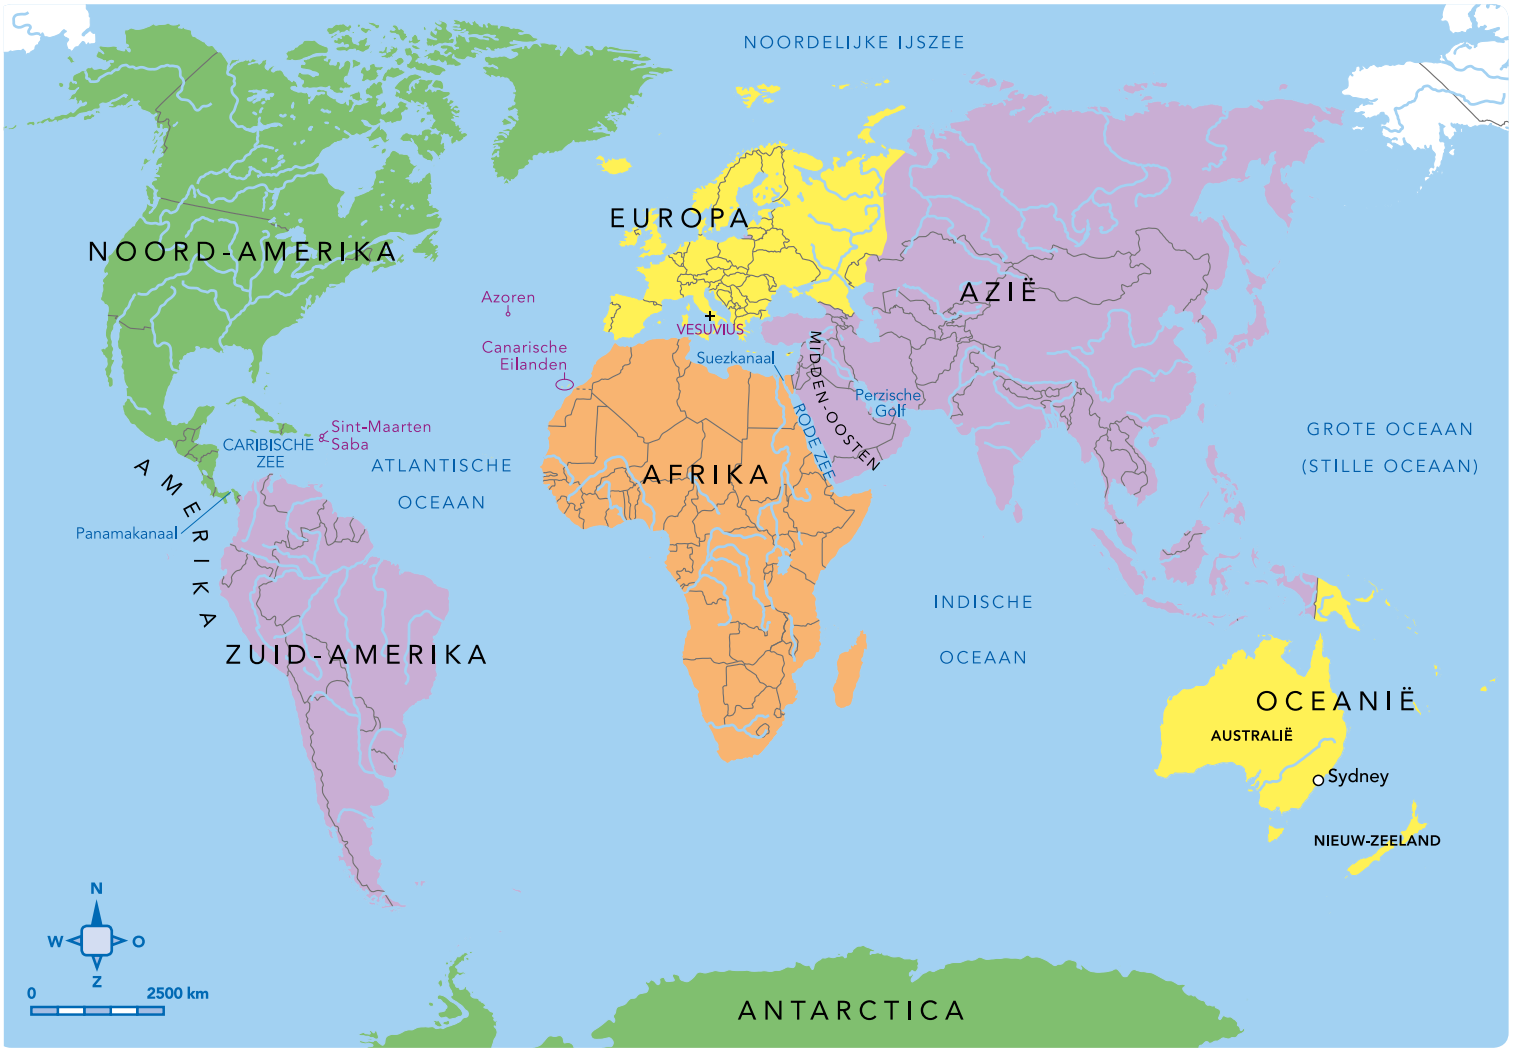 NOORDELIJKE IJSZEE
EUROPA
NOORD-AMERIKA
AZIË
Azoren
VESUVIUS
Canarische
Eilanden
Suezkanaal
MIDDEN-OOSTEN
Perzische
Golf
RODE ZEE
Sint-Maarten
Saba
CARIBISCHE
ZEE
ATLANTISCHE
OCEAAN
AFRIKA
GROTE OCEAAN
(STILLE OCEAAN)
AMERIKA
Panamakanaal
INDISCHE
OCEAAN
ZUID-AMERIKA
OCEANIË
AUSTRALIË
Sydney
NIEUW-ZEELAND
N
W
O
Z
0
2500 km
ANTARCTICA